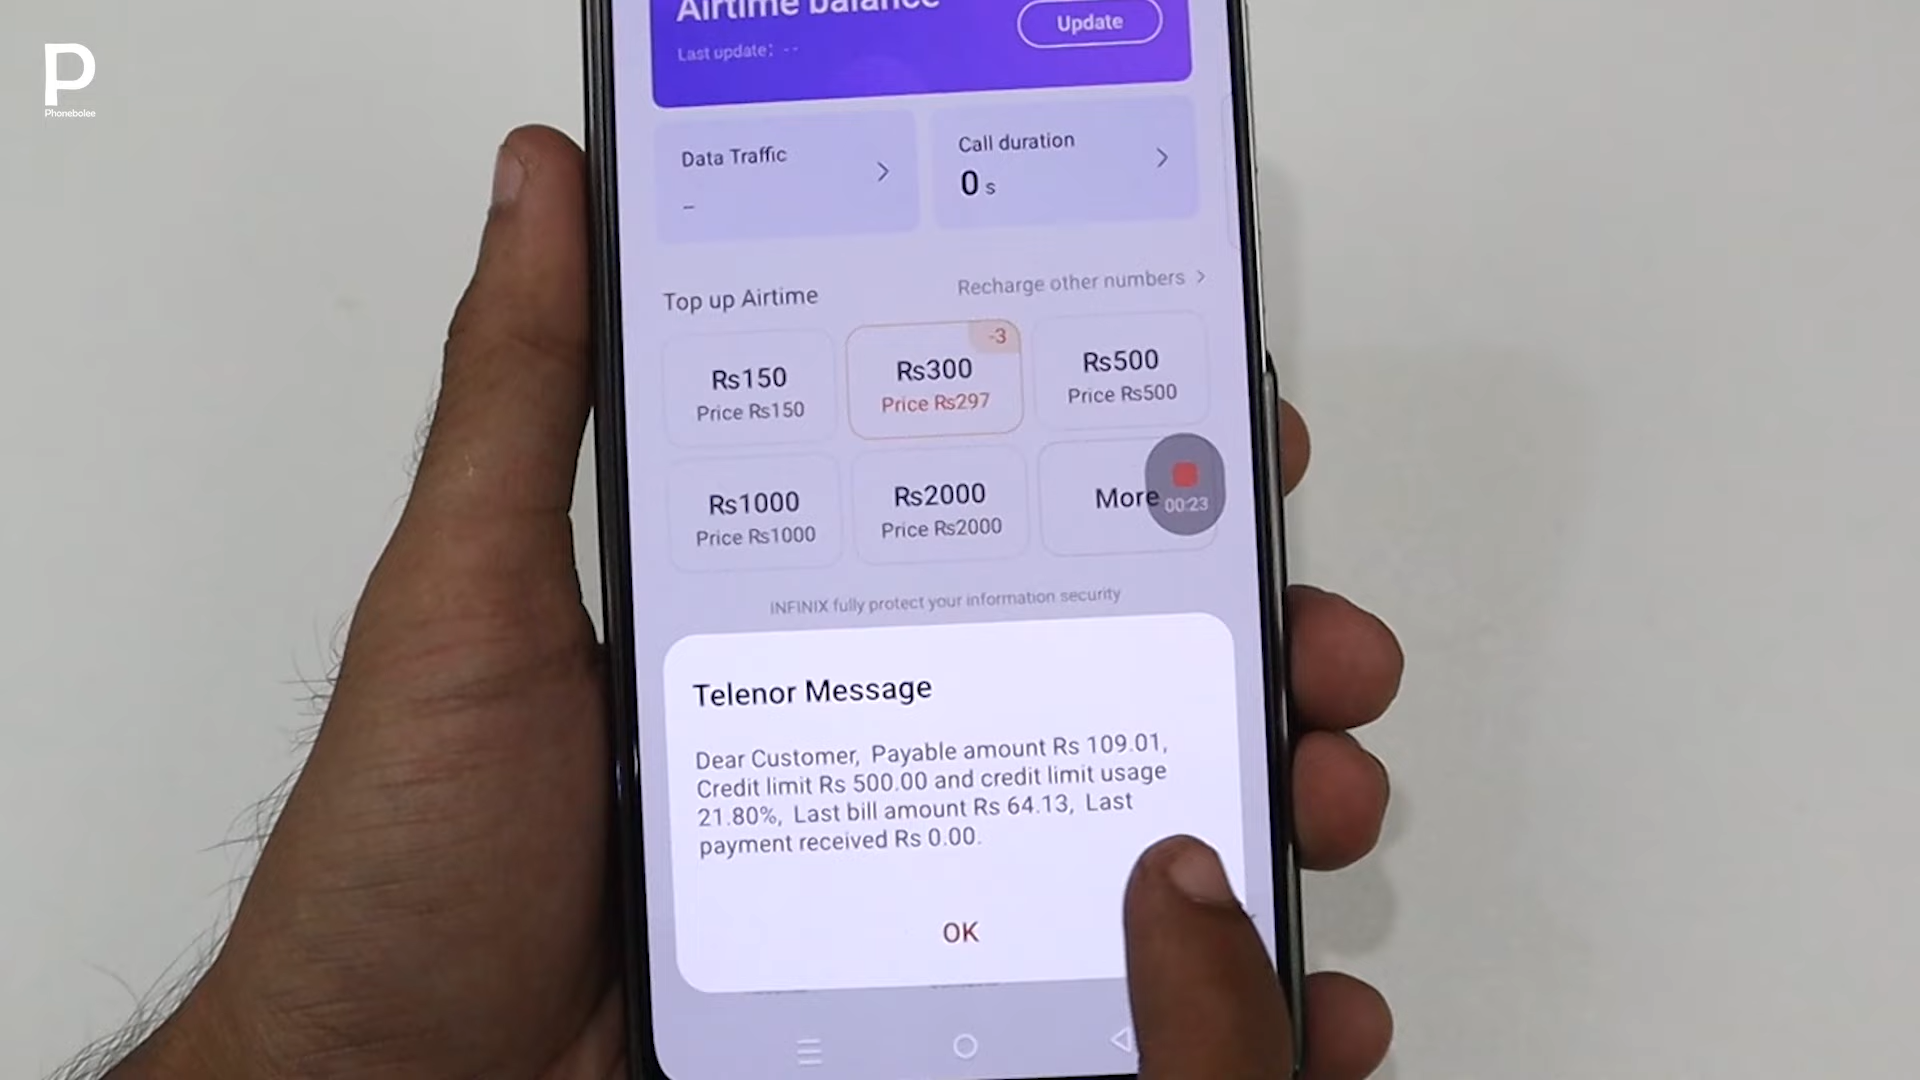 P
Phonebolee
Airtime balance
Update
Last update: --
Data Traffic
–
Call duration
0 s
Top up Airtime
Recharge other numbers >
Rs150
Price Rs150
-3
Rs300
Price Rs297
Rs500
Price Rs500
Rs1000
Price Rs1000
Rs2000
Price Rs2000
More
00:23
INFINIX fully protect your information security
Telenor Message
Dear Customer, Payable amount Rs 109.01,
Credit limit Rs 500.00 and credit limit usage
21.80%, Last bill amount Rs 64.13, Last
payment received Rs 0.00.
OK